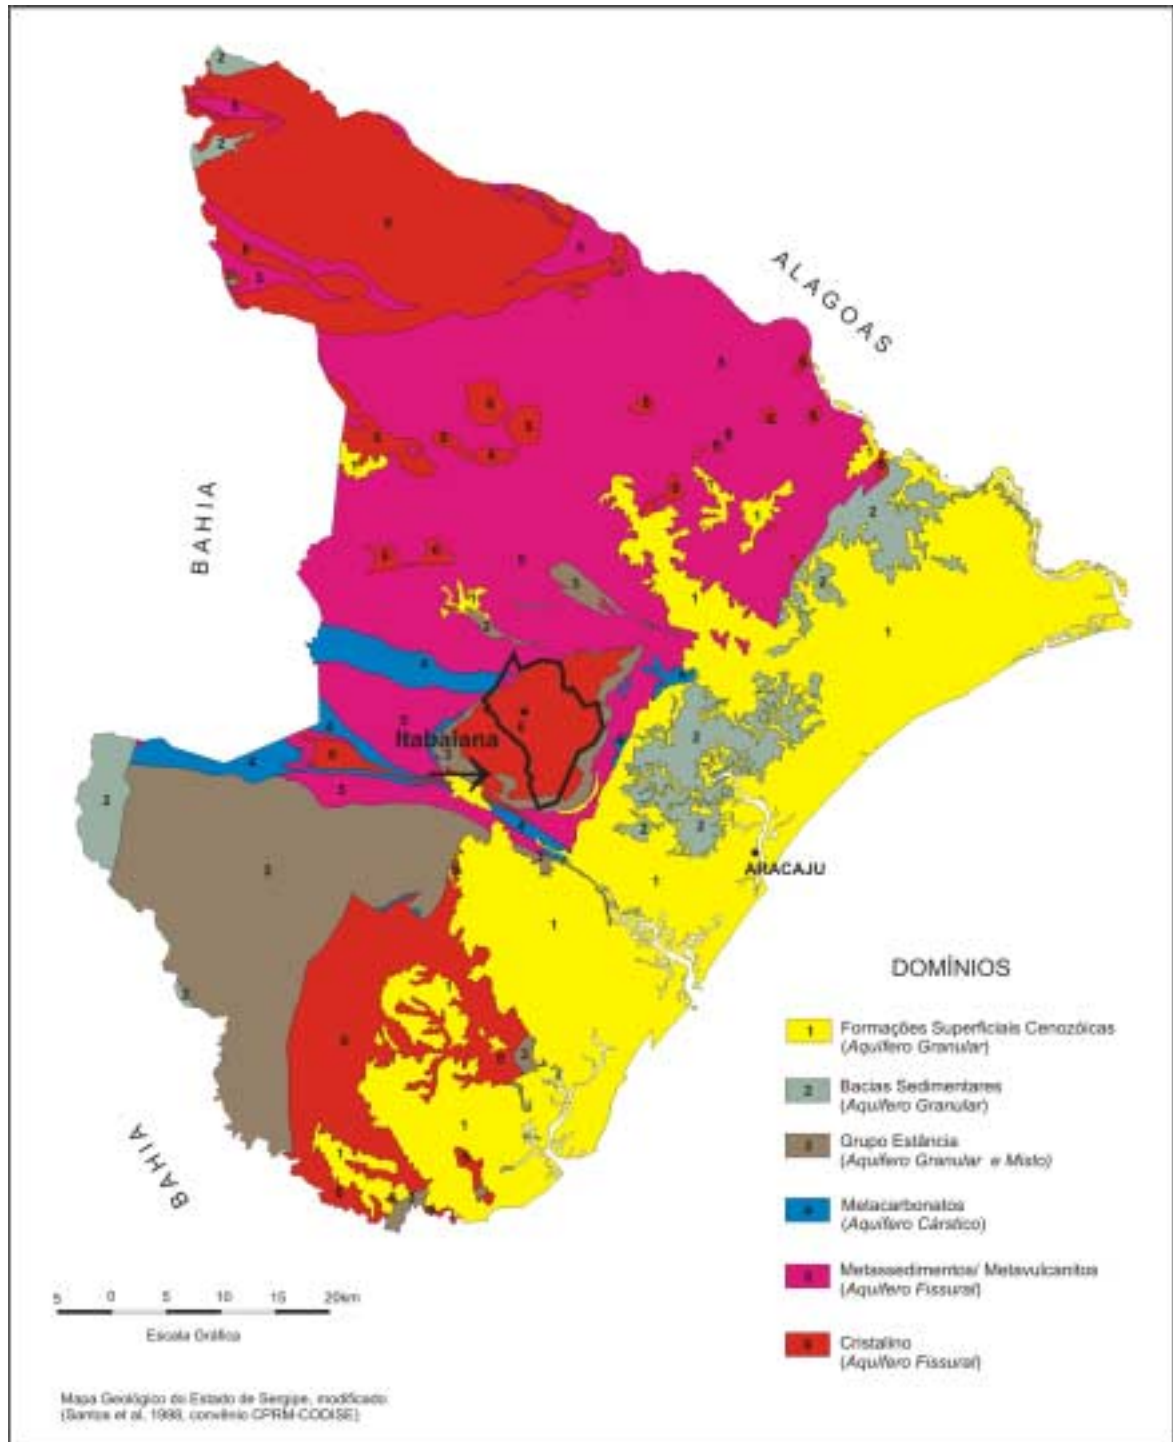 ALAGOAS
BAHIA
Itabaiana
ARACAJU
BAHIA
DOMÍNIOS
1 Formações Superficiais Cenozóicas
(Aquífero Granular)
2 Bacias Sedimentares
(Aquífero Granular)
3 Grupo Estância
(Aquífero Granular e Misto)
4 Metacarbonatos
(Aquífero Cárstico)
5 Metassedimentos/ Metavulcanitos
(Aquífero Fissural)
6 Cristalino
(Aquífero Fissural)
5 0 5 10 15 20km
Escala Gráfica
Mapa Geológico do Estado de Sergipe, modificado
(Santos et al, 1998, convênio CPRM-CODISE)